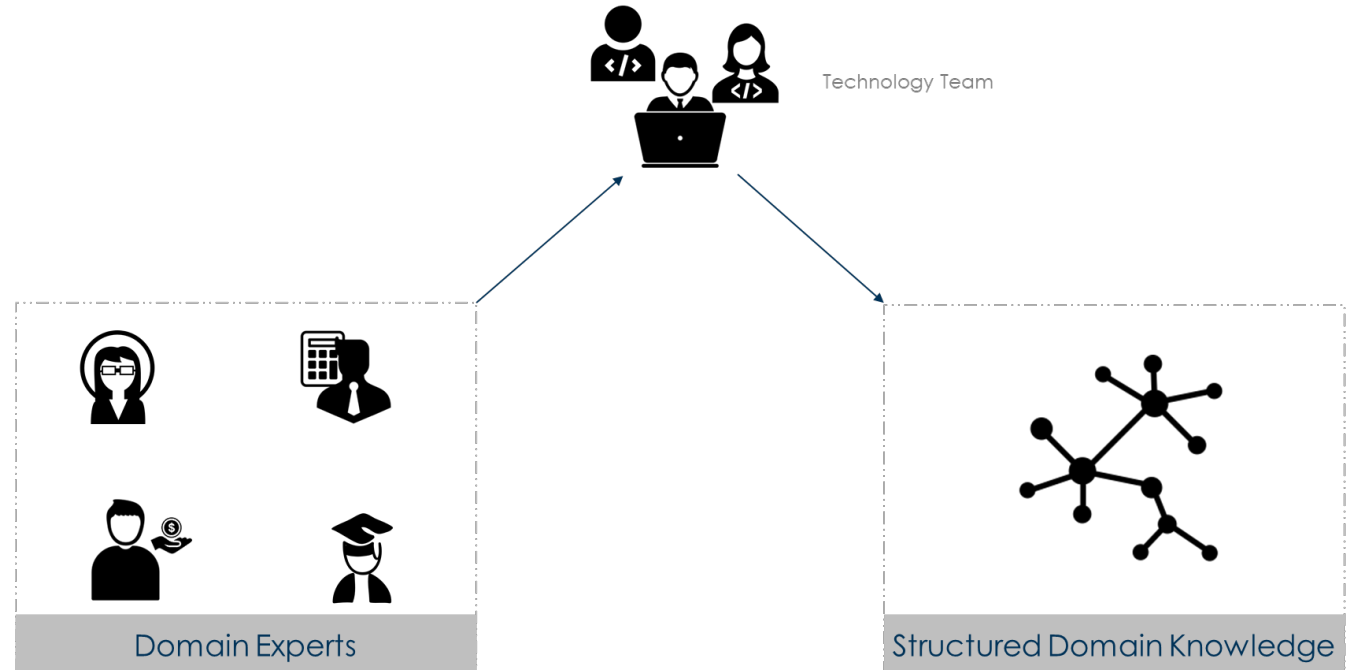 </>
</>
Technology Team
$
Domain Experts
Structured Domain Knowledge